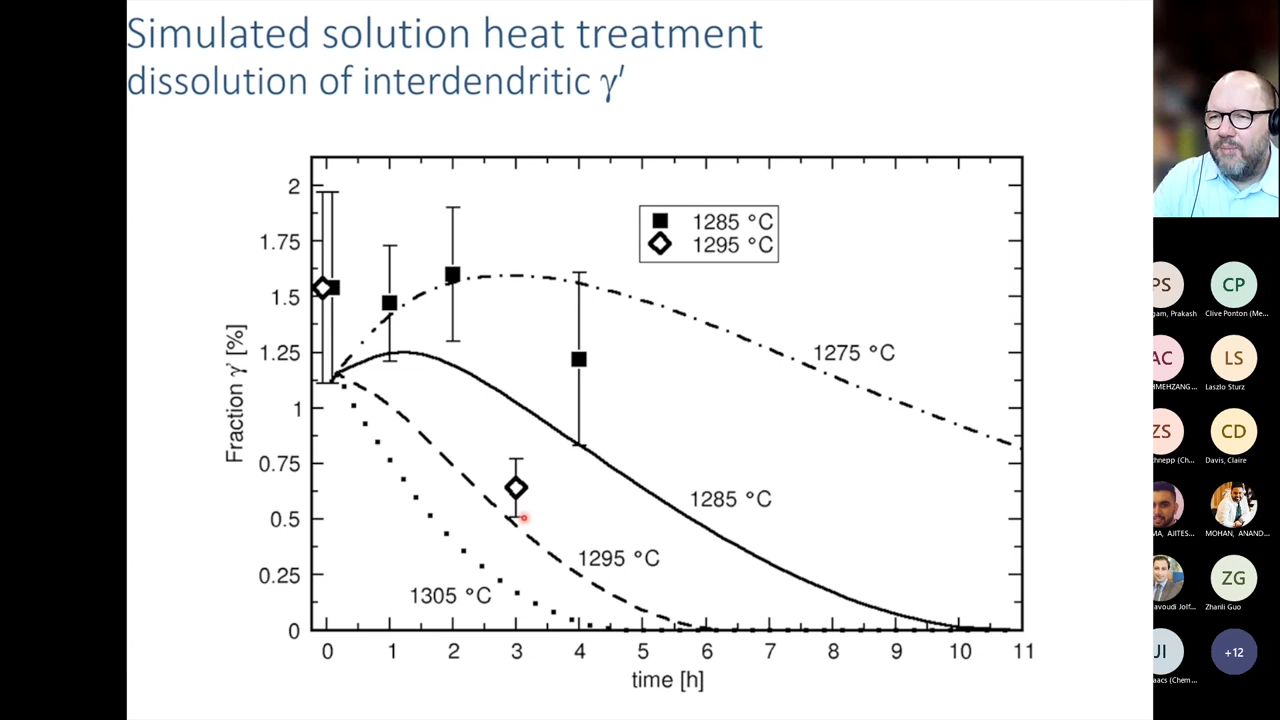 Simulated solution heat treatment
dissolution of interdendritic γ′
2
1.75
1.5
1.25
1
0.75
0.5
0.25
0
Fraction γ′ [%]
1285 °C
1295 °C
1275 °C
1285 °C
1295 °C
1305 °C
0 1 2 3 4 5 6 7 8 9 10 11
time [h]
PS CP
gam, Prakash Clive Ponton (Me...
AC LS
HMEHZANG... Laszlo Sturz
ZS CD
chnepp (Ch... Davis, Claire
MA, AJITES... MOHAN, ANAND...
ZG
avoudi Jolf... Zhanli Guo
JI +12
aacs (Chem...